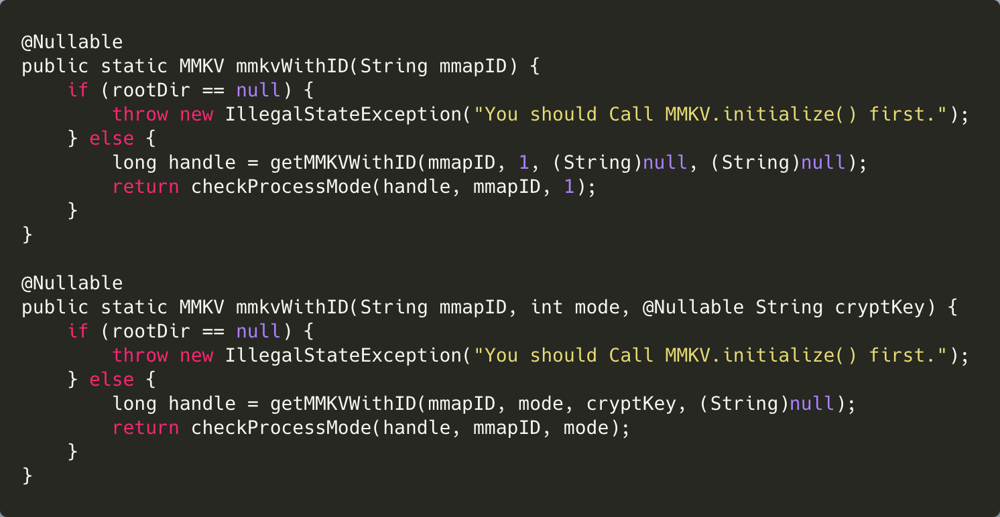 @Nullable
public static MMKV mmkvWithID(String mmapID) {
    if (rootDir == null) {
        throw new IllegalStateException("You should Call MMKV.initialize() first.");
    } else {
        long handle = getMMKVWithID(mmapID, 1, (String)null, (String)null);
        return checkProcessMode(handle, mmapID, 1);
    }
}

@Nullable
public static MMKV mmkvWithID(String mmapID, int mode, @Nullable String cryptKey) {
    if (rootDir == null) {
        throw new IllegalStateException("You should Call MMKV.initialize() first.");
    } else {
        long handle = getMMKVWithID(mmapID, mode, cryptKey, (String)null);
        return checkProcessMode(handle, mmapID, mode);
    }
}